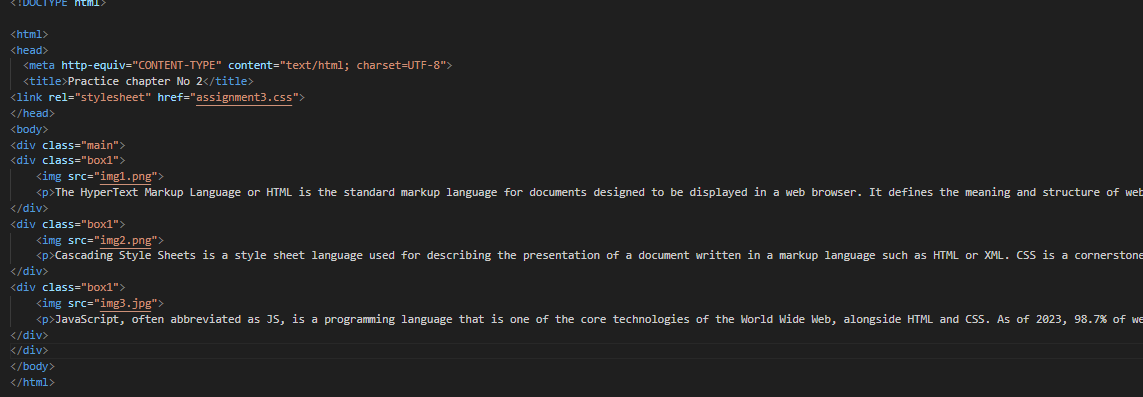 <!DOCTYPE html>
<html>
<head>
<meta http-equiv="CONTENT-TYPE" content="text/html; charset=UTF-8">
<title>Practice chapter No 2</title>
<link rel="stylesheet" href="assignment3.css">
</head>
<body>
<div class="main">
<div class="box1">
<img src="img1.png">
<p>The HyperText Markup Language or HTML is the standard markup language for documents designed to be displayed in a web browser. It defines the meaning and structure of web
</div>
<div class="box1">
<img src="img2.png">
<p>Cascading Style Sheets is a style sheet language used for describing the presentation of a document written in a markup language such as HTML or XML. CSS is a cornerstone
</div>
<div class="box1">
<img src="img3.jpg">
<p>JavaScript, often abbreviated as JS, is a programming language that is one of the core technologies of the World Wide Web, alongside HTML and CSS. As of 2023, 98.7% of we
</div>
</div>
</body>
</html>